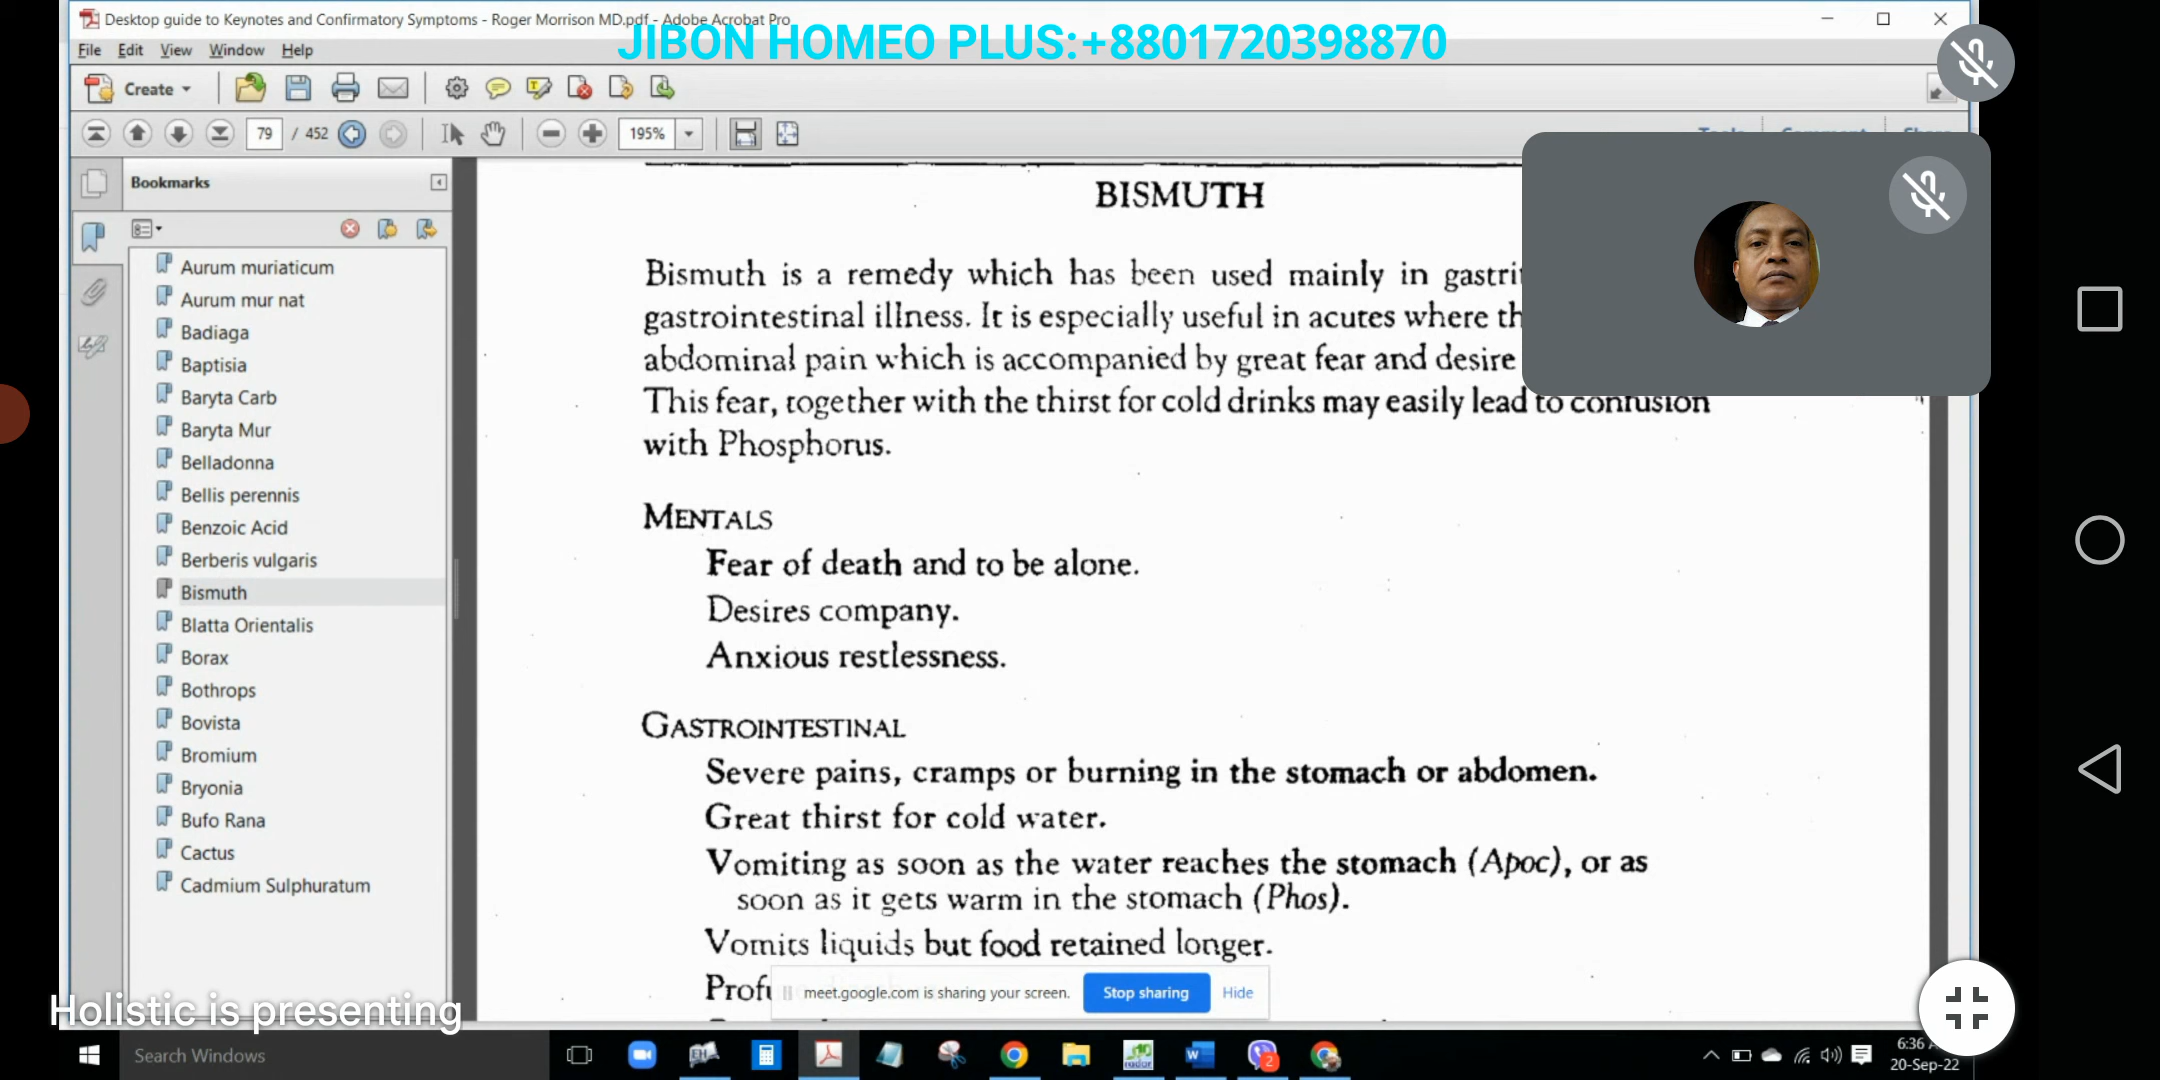 Desktop guide to Keynotes and Confirmatory Symptoms - Roger Morrison MD.pdf - Adobe Acrobat Pro
JIBON HOMEO PLUS:+8801720398870
File Edit View Window Help
Create
79 / 452 195%
Tools Comment Share
Bookmarks
Aurum muriaticum
Aurum mur nat
Badiaga
Baptisia
Baryta Carb
Baryta Mur
Belladonna
Bellis perennis
Benzoic Acid
Berberis vulgaris
Bismuth
Blatta Orientalis
Borax
Bothrops
Bovista
Bromium
Bryonia
Bufo Rana
Cactus
Cadmium Sulphuratum
BISMUTH
Bismuth is a remedy which has been used mainly in
gastrointestinal illness. It is especially useful in acutes where
abdominal pain which is accompanied by great fear and desire
This fear, together with the thirst for cold drinks may easily lead to confusion
with Phosphorus.
MENTALS
Fear of death and to be alone.
Desires company.
Anxious restlessness.
GASTROINTESTINAL
Severe pains, cramps or burning in the stomach or abdomen.
Great thirst for cold water.
Vomiting as soon as the water reaches the stomach (Apoc), or as
soon as it gets warm in the stomach (Phos).
Vomits liquids but food retained longer.
meet.google.com is sharing your screen. Stop sharing Hide
Holistic is presenting
Search Windows
2
6:36
20-Sep-22